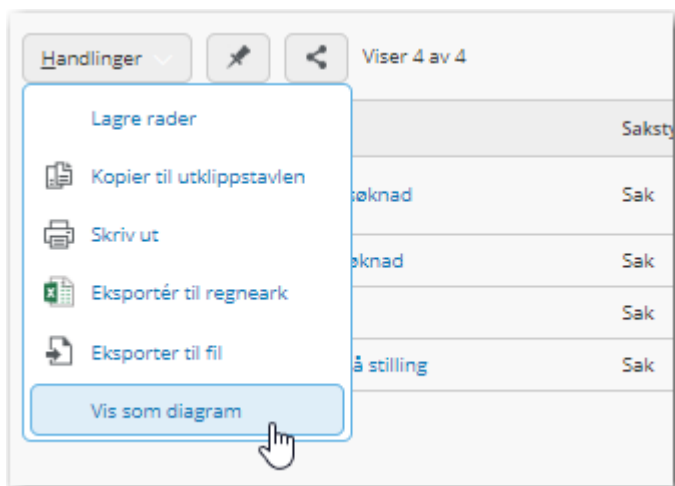 Handlinger
Viser 4 av 4
Lagre rader
Kopier til utklippstavlen
Skriv ut
Eksportér til regneark
Eksporter til fil
Vis som diagram
Saksty
søknad Sak
øknad Sak
Sak
å stilling Sak